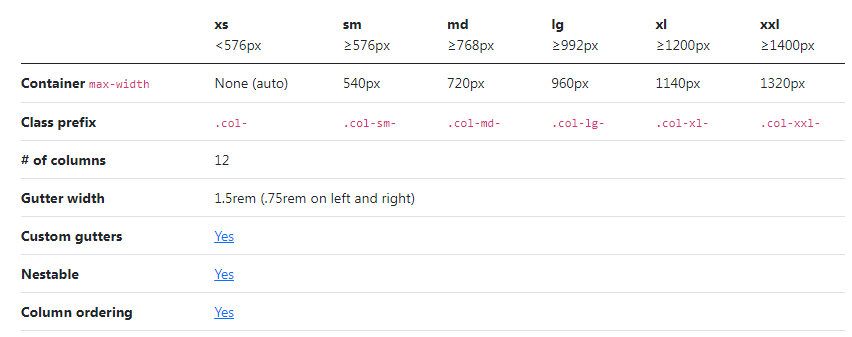 xs sm md lg xl xxl
<576px ≥576px ≥768px ≥992px ≥1200px ≥1400px
Container max-width None (auto) 540px 720px 960px 1140px 1320px
Class prefix .col- .col-sm- .col-md- .col-lg- .col-xl- .col-xxl-
# of columns 12
Gutter width 1.5rem (.75rem on left and right)
Custom gutters Yes
Nestable Yes
Column ordering Yes